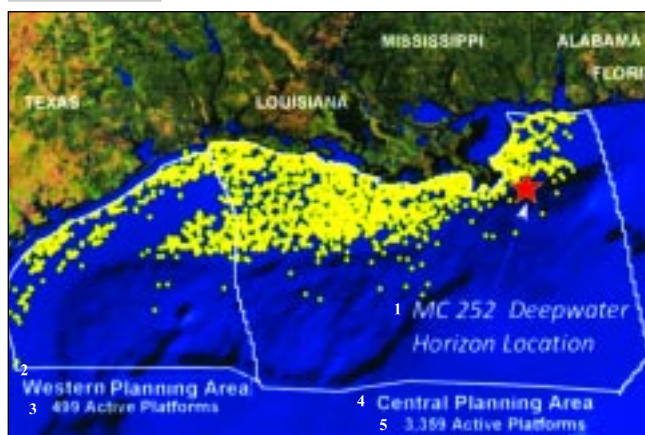 MISSISSIPPI
ALABAMA
FLORI
TEXAS
LOUISIANA
1 MC 252 Deepwater
Horizon Location
2
Western Planning Area
3 499 Active Platforms
4 Central Planning Area
5 3,359 Active Platforms